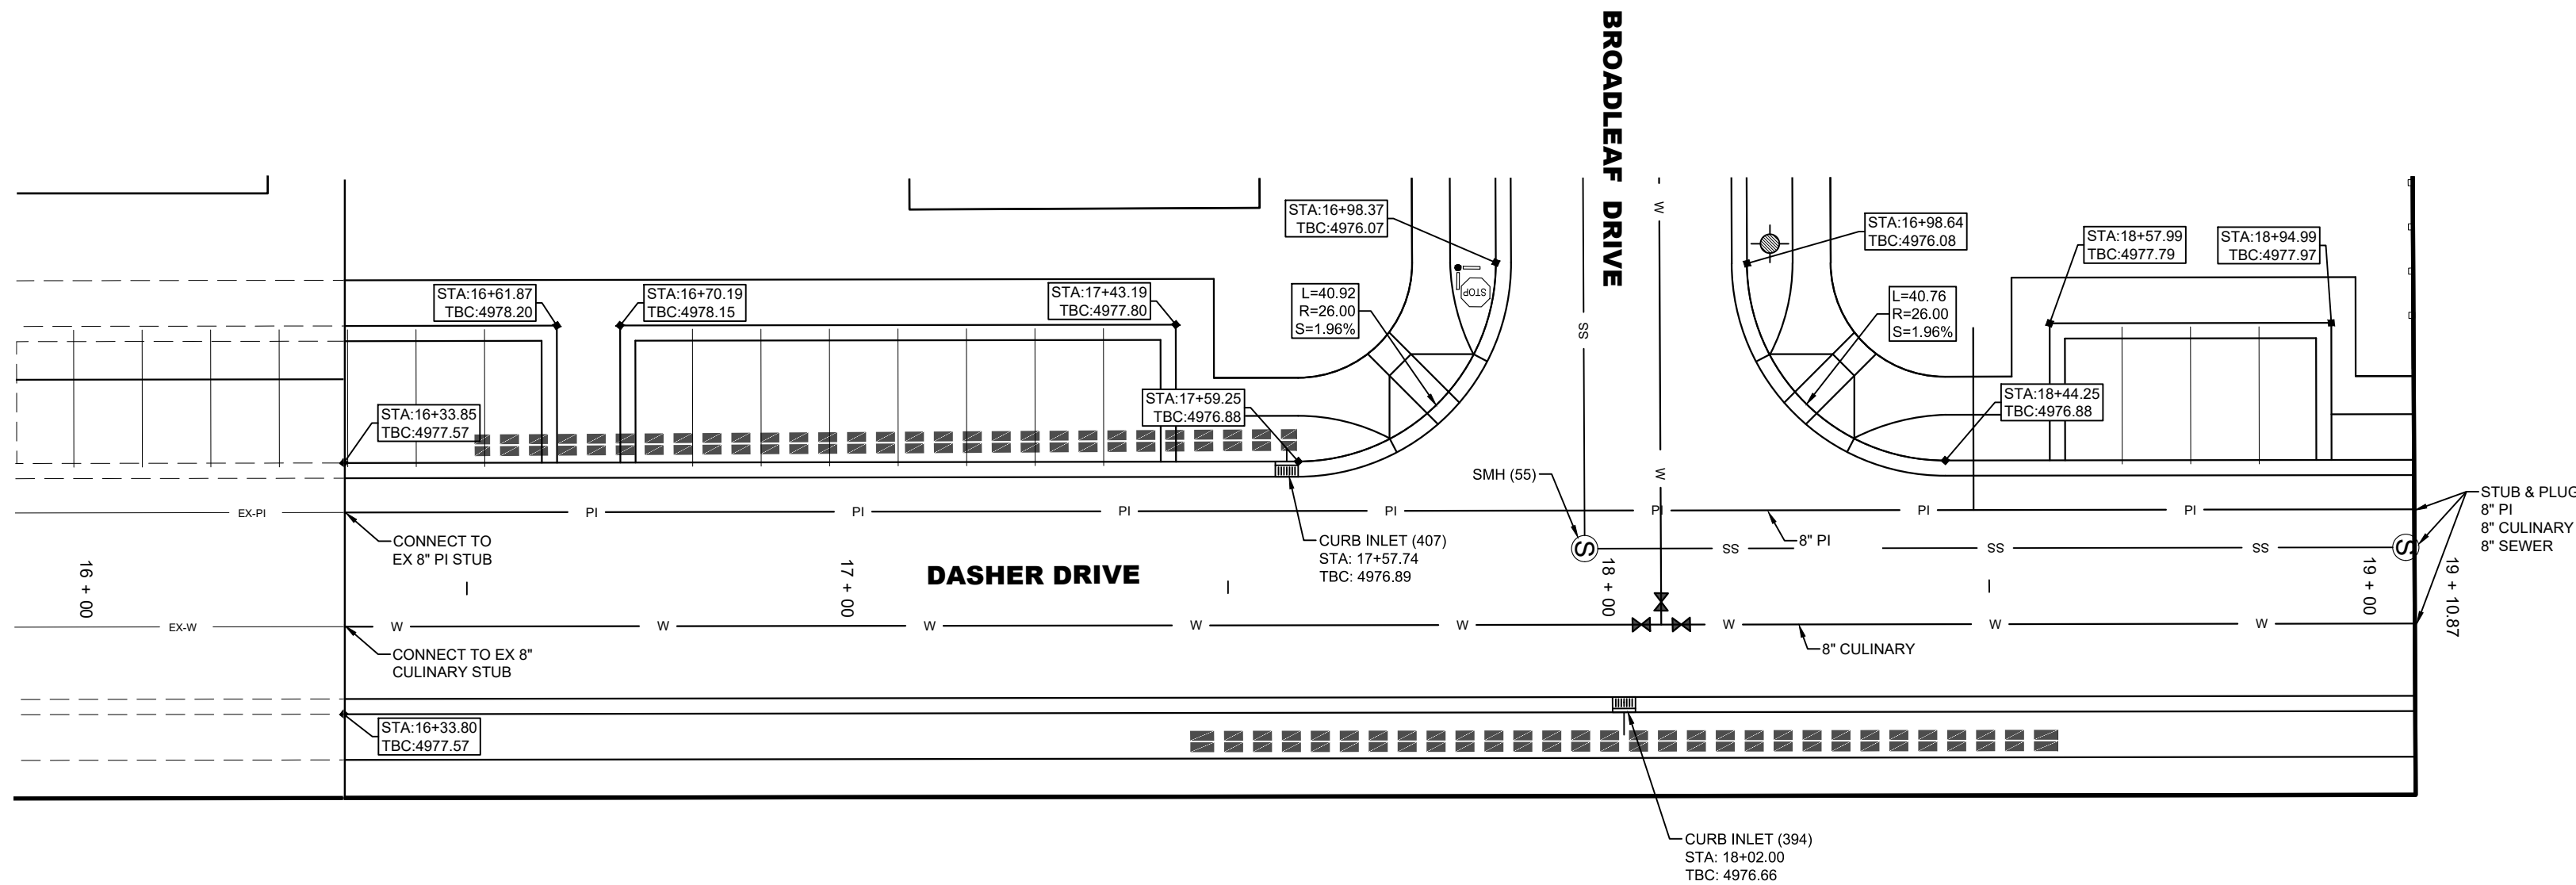 BROADLEAF DRIVE
STA:16+98.37
TBC:4976.07
STA:16+98.64
TBC:4976.08
STA:18+57.99
TBC:4977.79
STA:18+94.99
TBC:4977.97
STA:16+61.87
TBC:4978.20
STA:16+70.19
TBC:4978.15
STA:17+43.19
TBC:4977.80
L=40.92
R=26.00
S=1.96%
STOP
L=40.76
R=26.00
S=1.96%
SS
W
STA:16+33.85
TBC:4977.57
STA:17+59.25
TBC:4976.88
STA:18+44.25
TBC:4976.88
W
SMH (55)
STUB & PLUG
8" PI
8" CULINARY
8" SEWER
EX-PI
PI
PI
PI
PI
PI
PI
PI
CONNECT TO
EX 8" PI STUB
CURB INLET (407)
STA: 17+57.74
TBC: 4976.89
8" PI
S
SS
SS
SS
S
16 + 00
17 + 00
DASHER DRIVE
18 + 00
19 + 00
19 + 10.87
EX-W
W
W
W
W
W
W
W
W
CONNECT TO EX 8"
CULINARY STUB
8" CULINARY
STA:16+33.80
TBC:4977.57
CURB INLET (394)
STA: 18+02.00
TBC: 4976.66